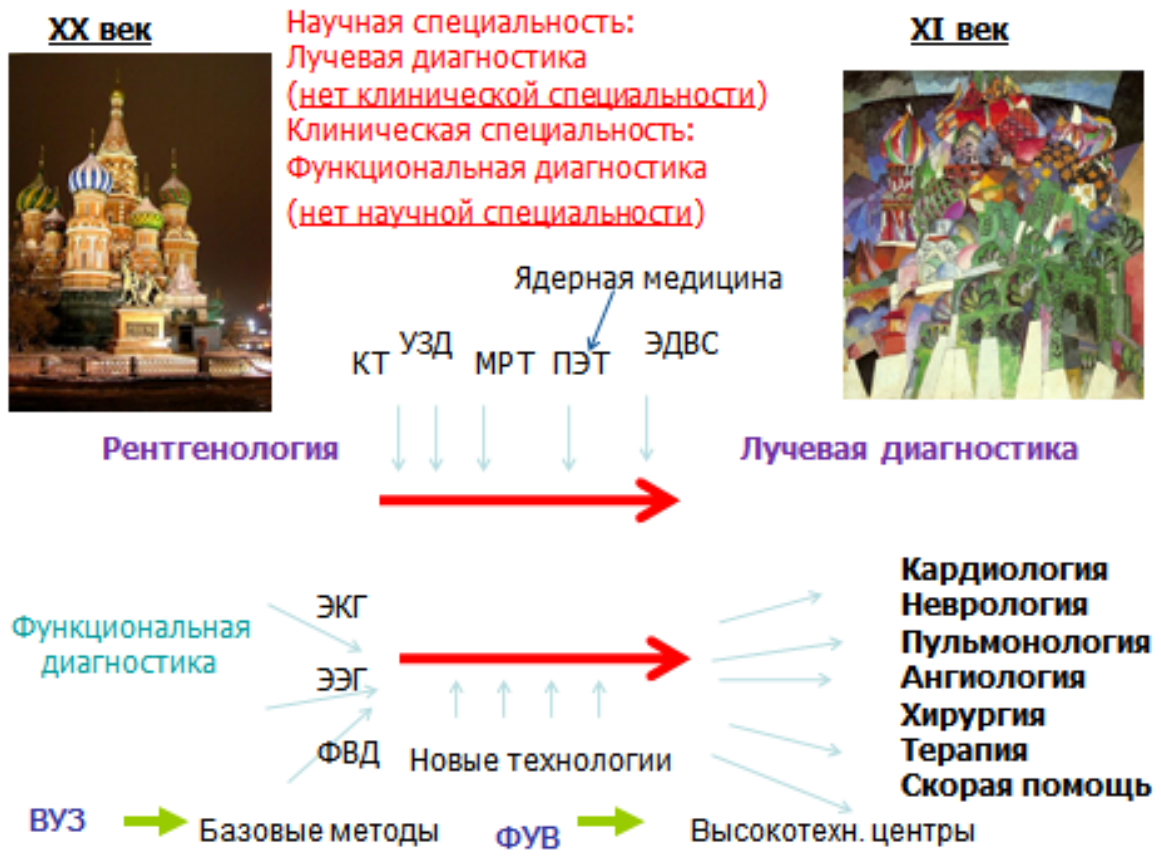 XX век
Научная специальность:
Лучевая диагностика
(нет клинической специальности)
Клиническая специальность:
Функциональная диагностика
(нет научной специальности)
XI век
Ядерная медицина
КТ УЗД МРТ ПЭТ ЭДВС
Рентгенология
Лучевая диагностика
Функциональная
диагностика
ЭКГ
ЭЭГ
ФВД
Новые технологии
Кардиология
Неврология
Пульмонология
Ангиология
Хирургия
Терапия
Скорая помощь
ВУЗ Базовые методы ФУВ Высокотехн. центры